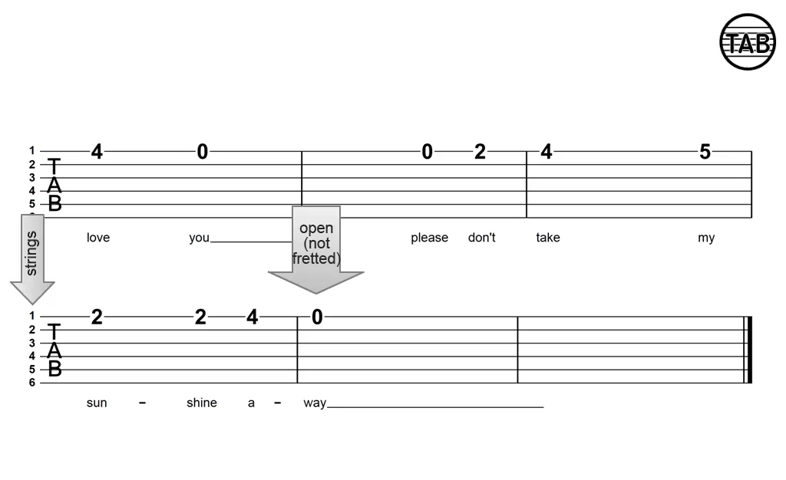 TAB
1 4 0 0 2 4 5
2
3
4
5
T
A
B
love you please don't take my
strings
open
(not
fretted)
1 2 2 4 0
2
3
4
5
6
T
A
B
sun - shine a - way